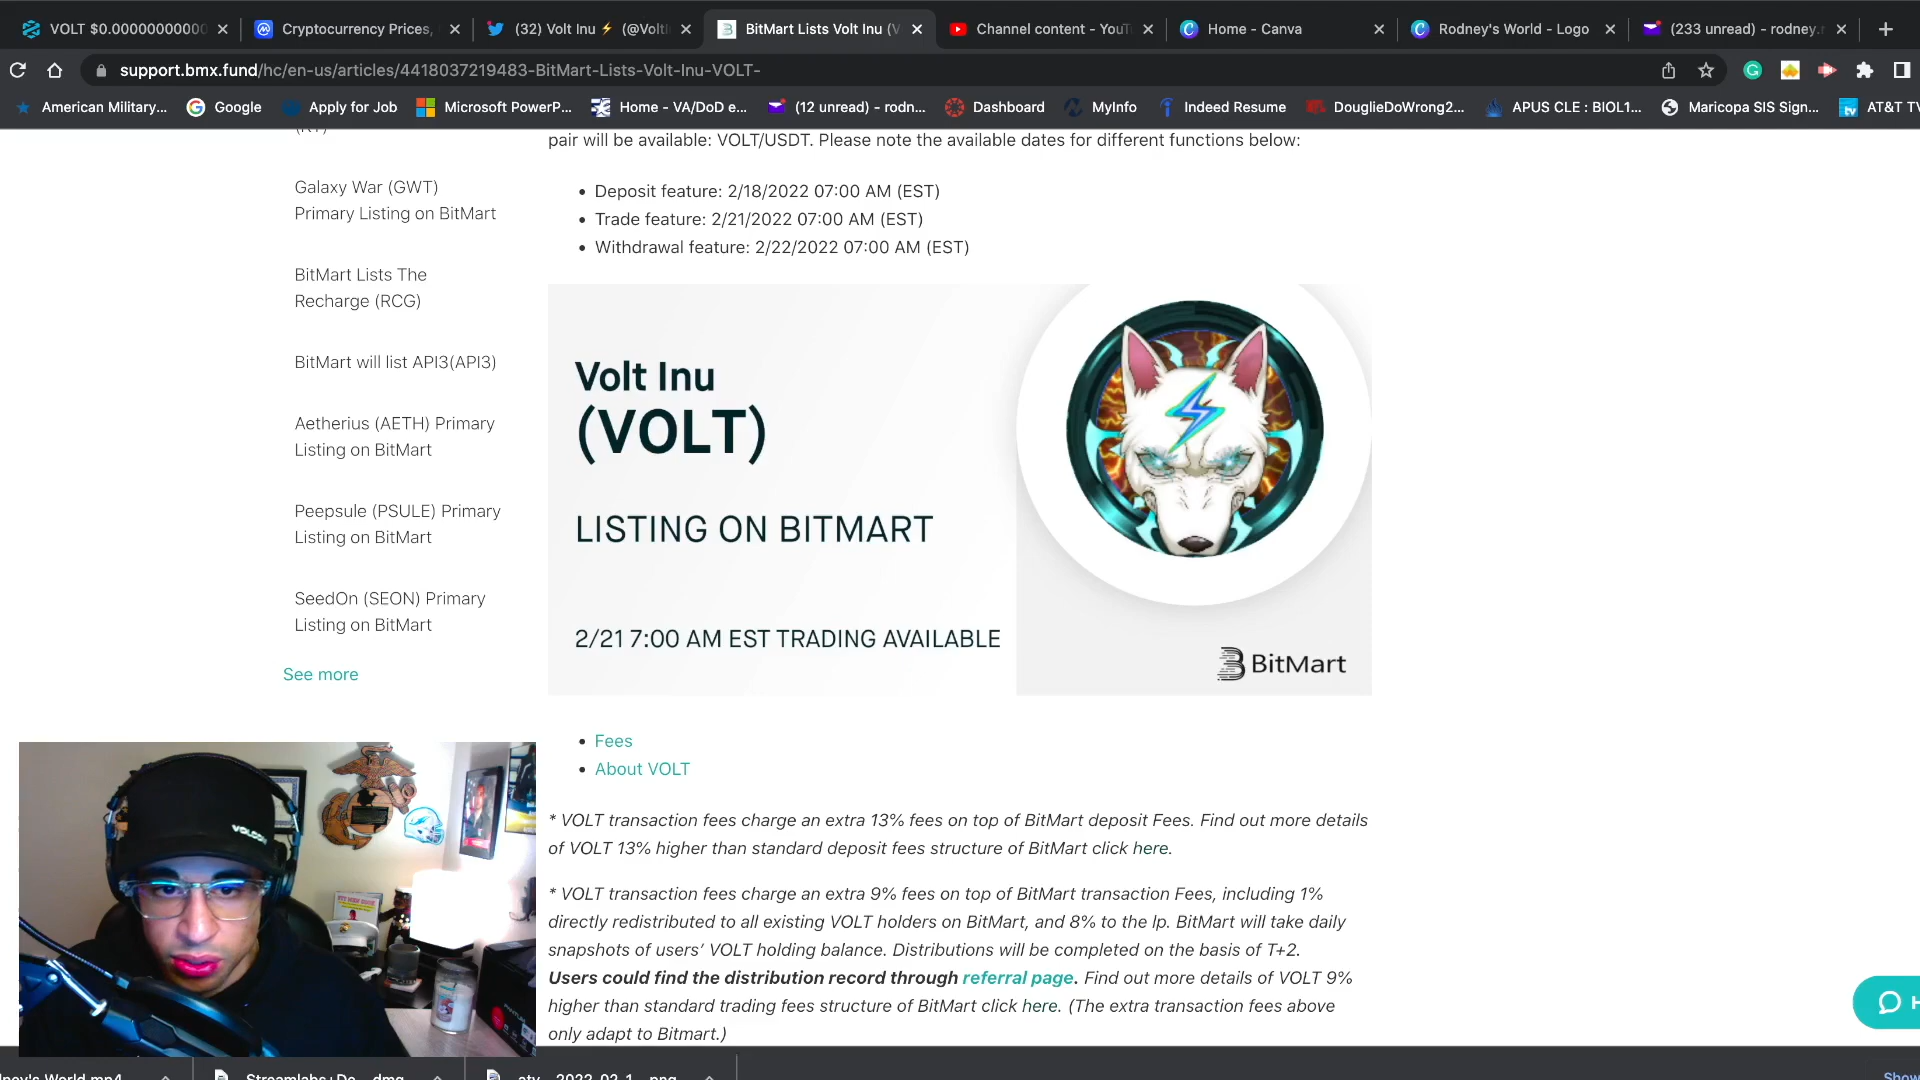 VOLT $0.00000000000
Cryptocurrency Prices,
(32) Volt Inu⚡ (@Volti
BitMart Lists Volt Inu (V
Channel content - YouTu
Home - Canva
Rodney's World - Logo
(233 unread) - rodney.r
support.bmx.fund/hc/en-us/articles/4418037219483-BitMart-Lists-Volt-Inu-VOLT-
American Military...
Google
Apply for Job
Microsoft PowerP...
Home - VA/DoD e...
(12 unread) - rodn...
Dashboard
MyInfo
Indeed Resume
DouglieDoWrong2...
APUS CLE : BIOL1...
Maricopa SIS Sign...
AT&T TV
pair will be available: VOLT/USDT. Please note the available dates for different functions below:
Galaxy War (GWT)
Primary Listing on BitMart
BitMart Lists The
Recharge (RCG)
BitMart will list API3(API3)
Aetherius (AETH) Primary
Listing on BitMart
Peepsule (PSULE) Primary
Listing on BitMart
SeedOn (SEON) Primary
Listing on BitMart
See more
• Deposit feature: 2/18/2022 07:00 AM (EST)
• Trade feature: 2/21/2022 07:00 AM (EST)
• Withdrawal feature: 2/22/2022 07:00 AM (EST)
Volt Inu
(VOLT)
LISTING ON BITMART
2/21 7:00 AM EST TRADING AVAILABLE
BitMart
• Fees
• About VOLT
* VOLT transaction fees charge an extra 13% fees on top of BitMart deposit Fees. Find out more details
of VOLT 13% higher than standard deposit fees structure of BitMart click here.
* VOLT transaction fees charge an extra 9% fees on top of BitMart transaction Fees, including 1%
directly redistributed to all existing VOLT holders on BitMart, and 8% to the lp. BitMart will take daily
snapshots of users' VOLT holding balance. Distributions will be completed on the basis of T+2.
Users could find the distribution record through referral page. Find out more details of VOLT 9%
higher than standard trading fees structure of BitMart click here. (The extra transaction fees above
only adapt to Bitmart.)
VOLCOM